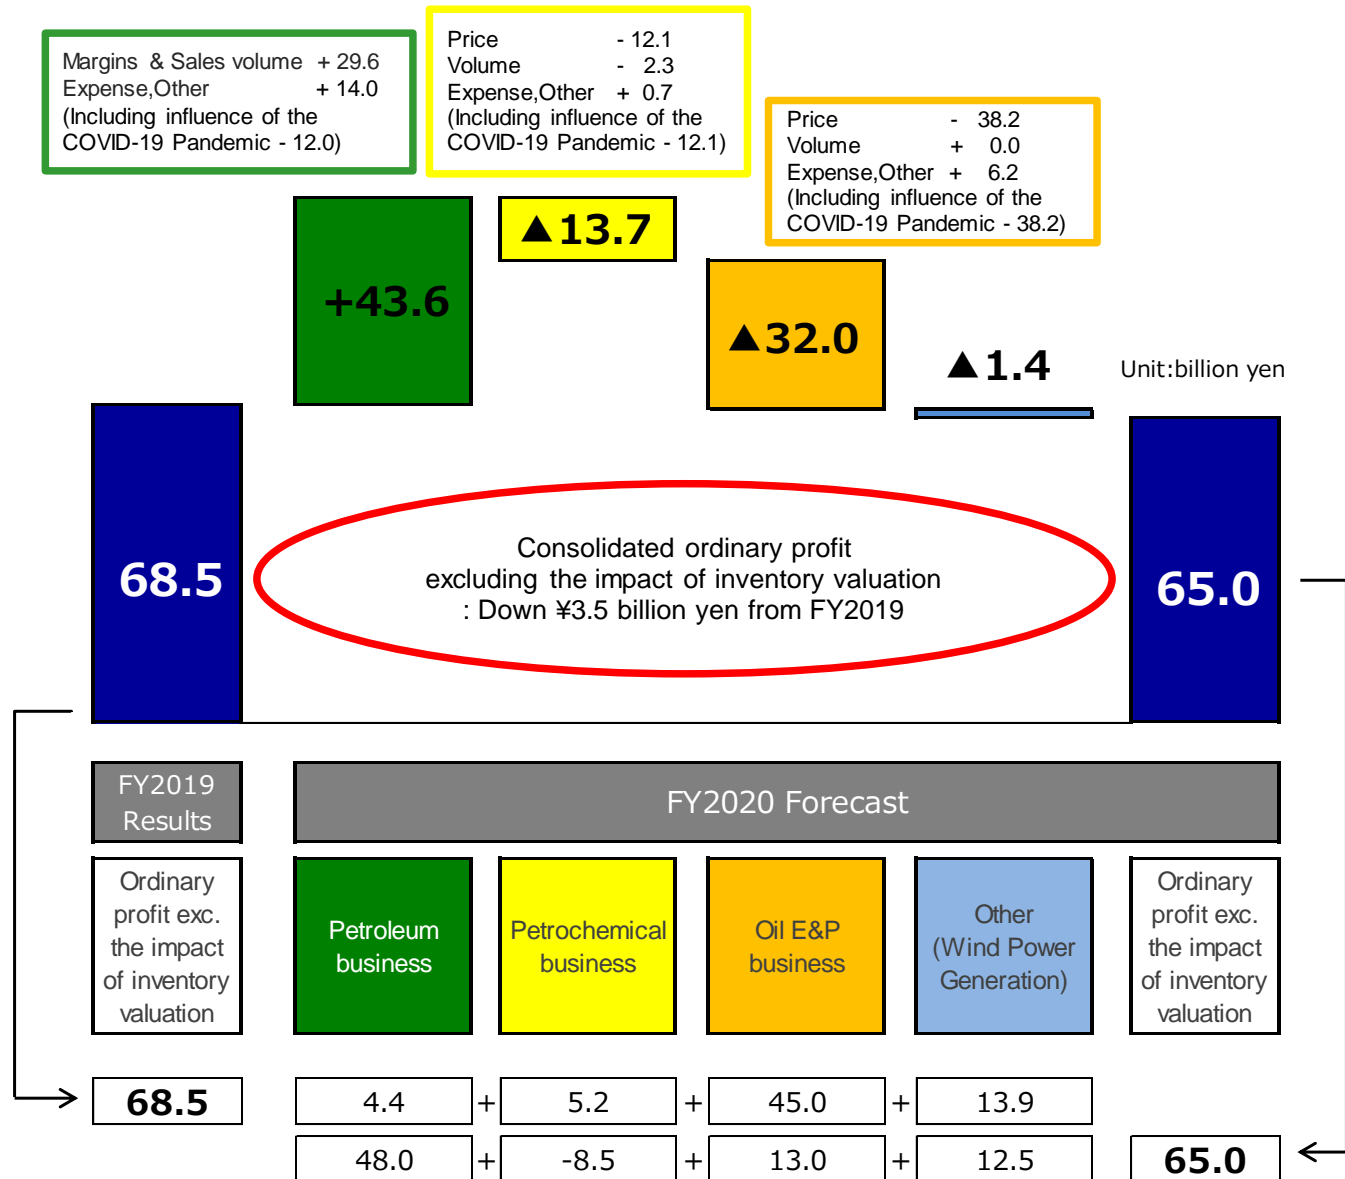 Margins & Sales volume + 29.6
Expense,Other + 14.0
(Including influence of the
COVID-19 Pandemic - 12.0)
Price - 12.1
Volume - 2.3
Expense,Other + 0.7
(Including influence of the
COVID-19 Pandemic - 12.1)
Price - 38.2
Volume + 0.0
Expense,Other + 6.2
(Including influence of the
COVID-19 Pandemic - 38.2)
+43.6
▲13.7
▲32.0
▲1.4
Unit:billion yen
68.5
Consolidated ordinary profit
excluding the impact of inventory valuation
: Down ¥3.5 billion yen from FY2019
65.0
FY2019
Results
FY2020 Forecast
Ordinary
profit exc.
the impact
of inventory
valuation
Petroleum
business
Petrochemical
business
Oil E&P
business
Other
(Wind Power
Generation)
Ordinary
profit exc.
the impact
of inventory
valuation
68.5 4.4 + 5.2 + 45.0 + 13.9
48.0 + -8.5 + 13.0 + 12.5 65.0